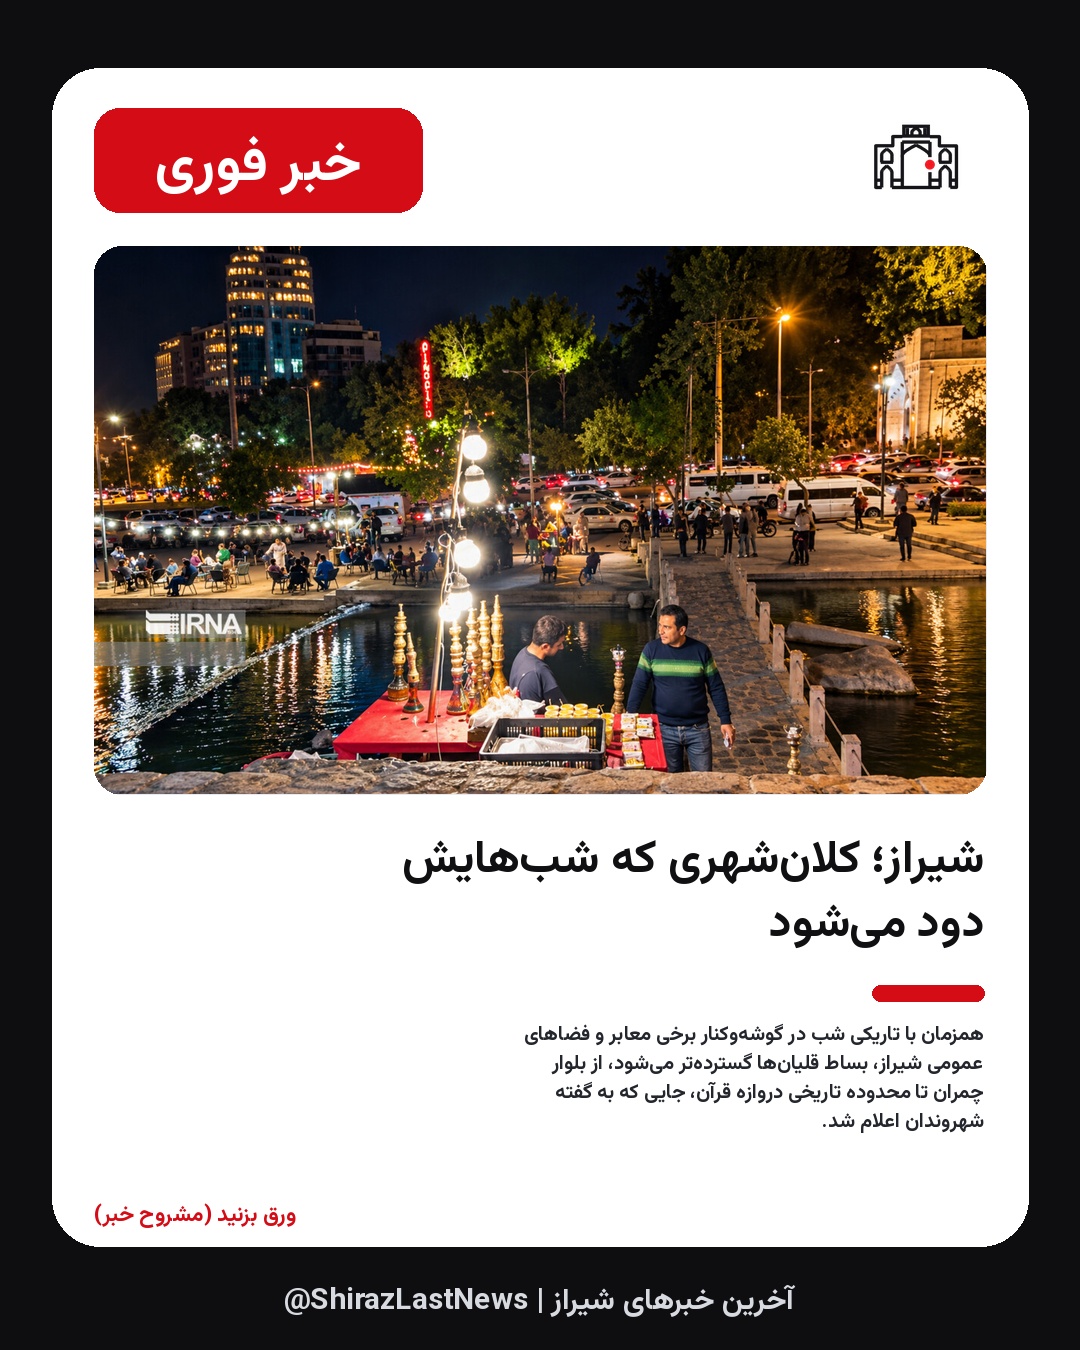 خبر فوری
IRNA
شیراز؛ کلان‌شهری که شب‌هایش
دود می‌شود
همزمان با تاریکی شب در گوشه‌وکنار برخی معابر و فضاهای
عمومی شیراز، بساط قلیان‌ها گسترده‌تر می‌شود، از بلوار
چمران تا محدوده تاریخی دروازه قرآن، جایی که به گفته
شهروندان اعلام شد.
ورق بزنید (مشروح خبر)
آخرین خبرهای شیراز | @ShirazLastNews